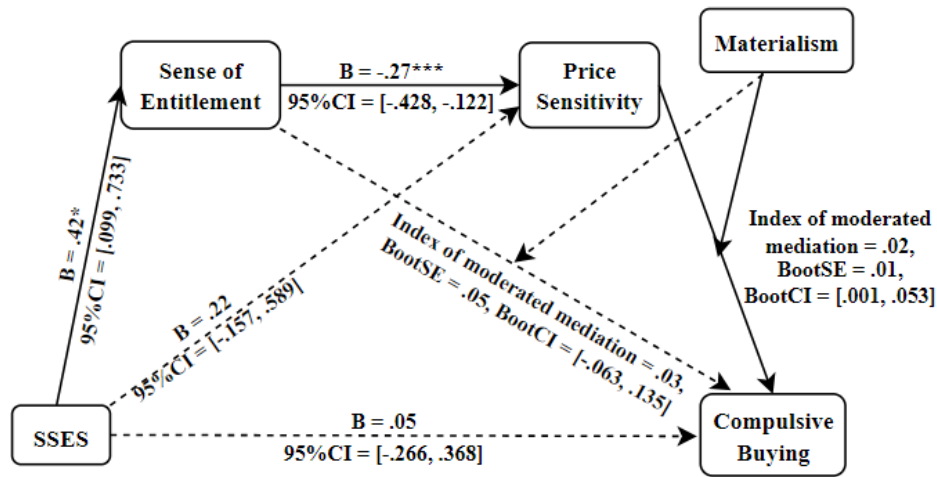 Materialism
Sense of
Entitlement
B = -.27***
95%CI = [-.428, -.122]
Price
Sensitivity
B = .42*
95%CI = [.099, .733]
B = .22
95%CI = [-.157, .589]
Index of moderated mediation = .03,
BootSE = .05, BootCI = [-.063, .135]
Index of moderated
mediation = .02,
BootSE = .01,
BootCI = [.001, .053]
SSES
B = .05
95%CI = [-.266, .368]
Compulsive
Buying